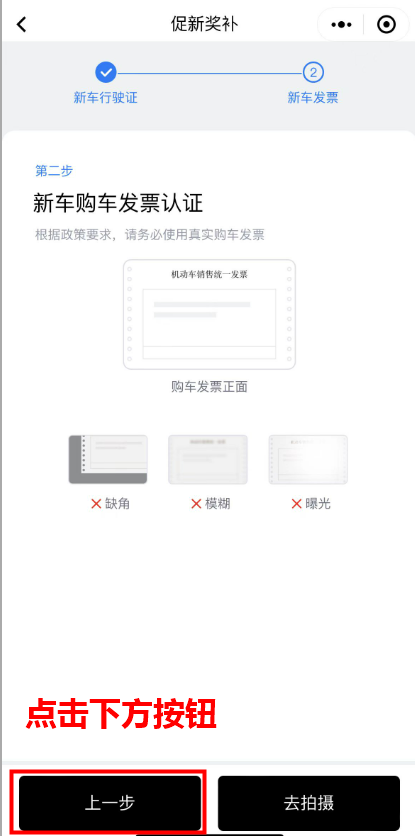 促新奖补
2
新车行驶证
新车发票
第二步
新车购车发票认证
根据政策要求，请务必使用真实购车发票
机动车销售统一发票
购车发票正面
缺角
模糊
曝光
点击下方按钮
上一步
去拍摄